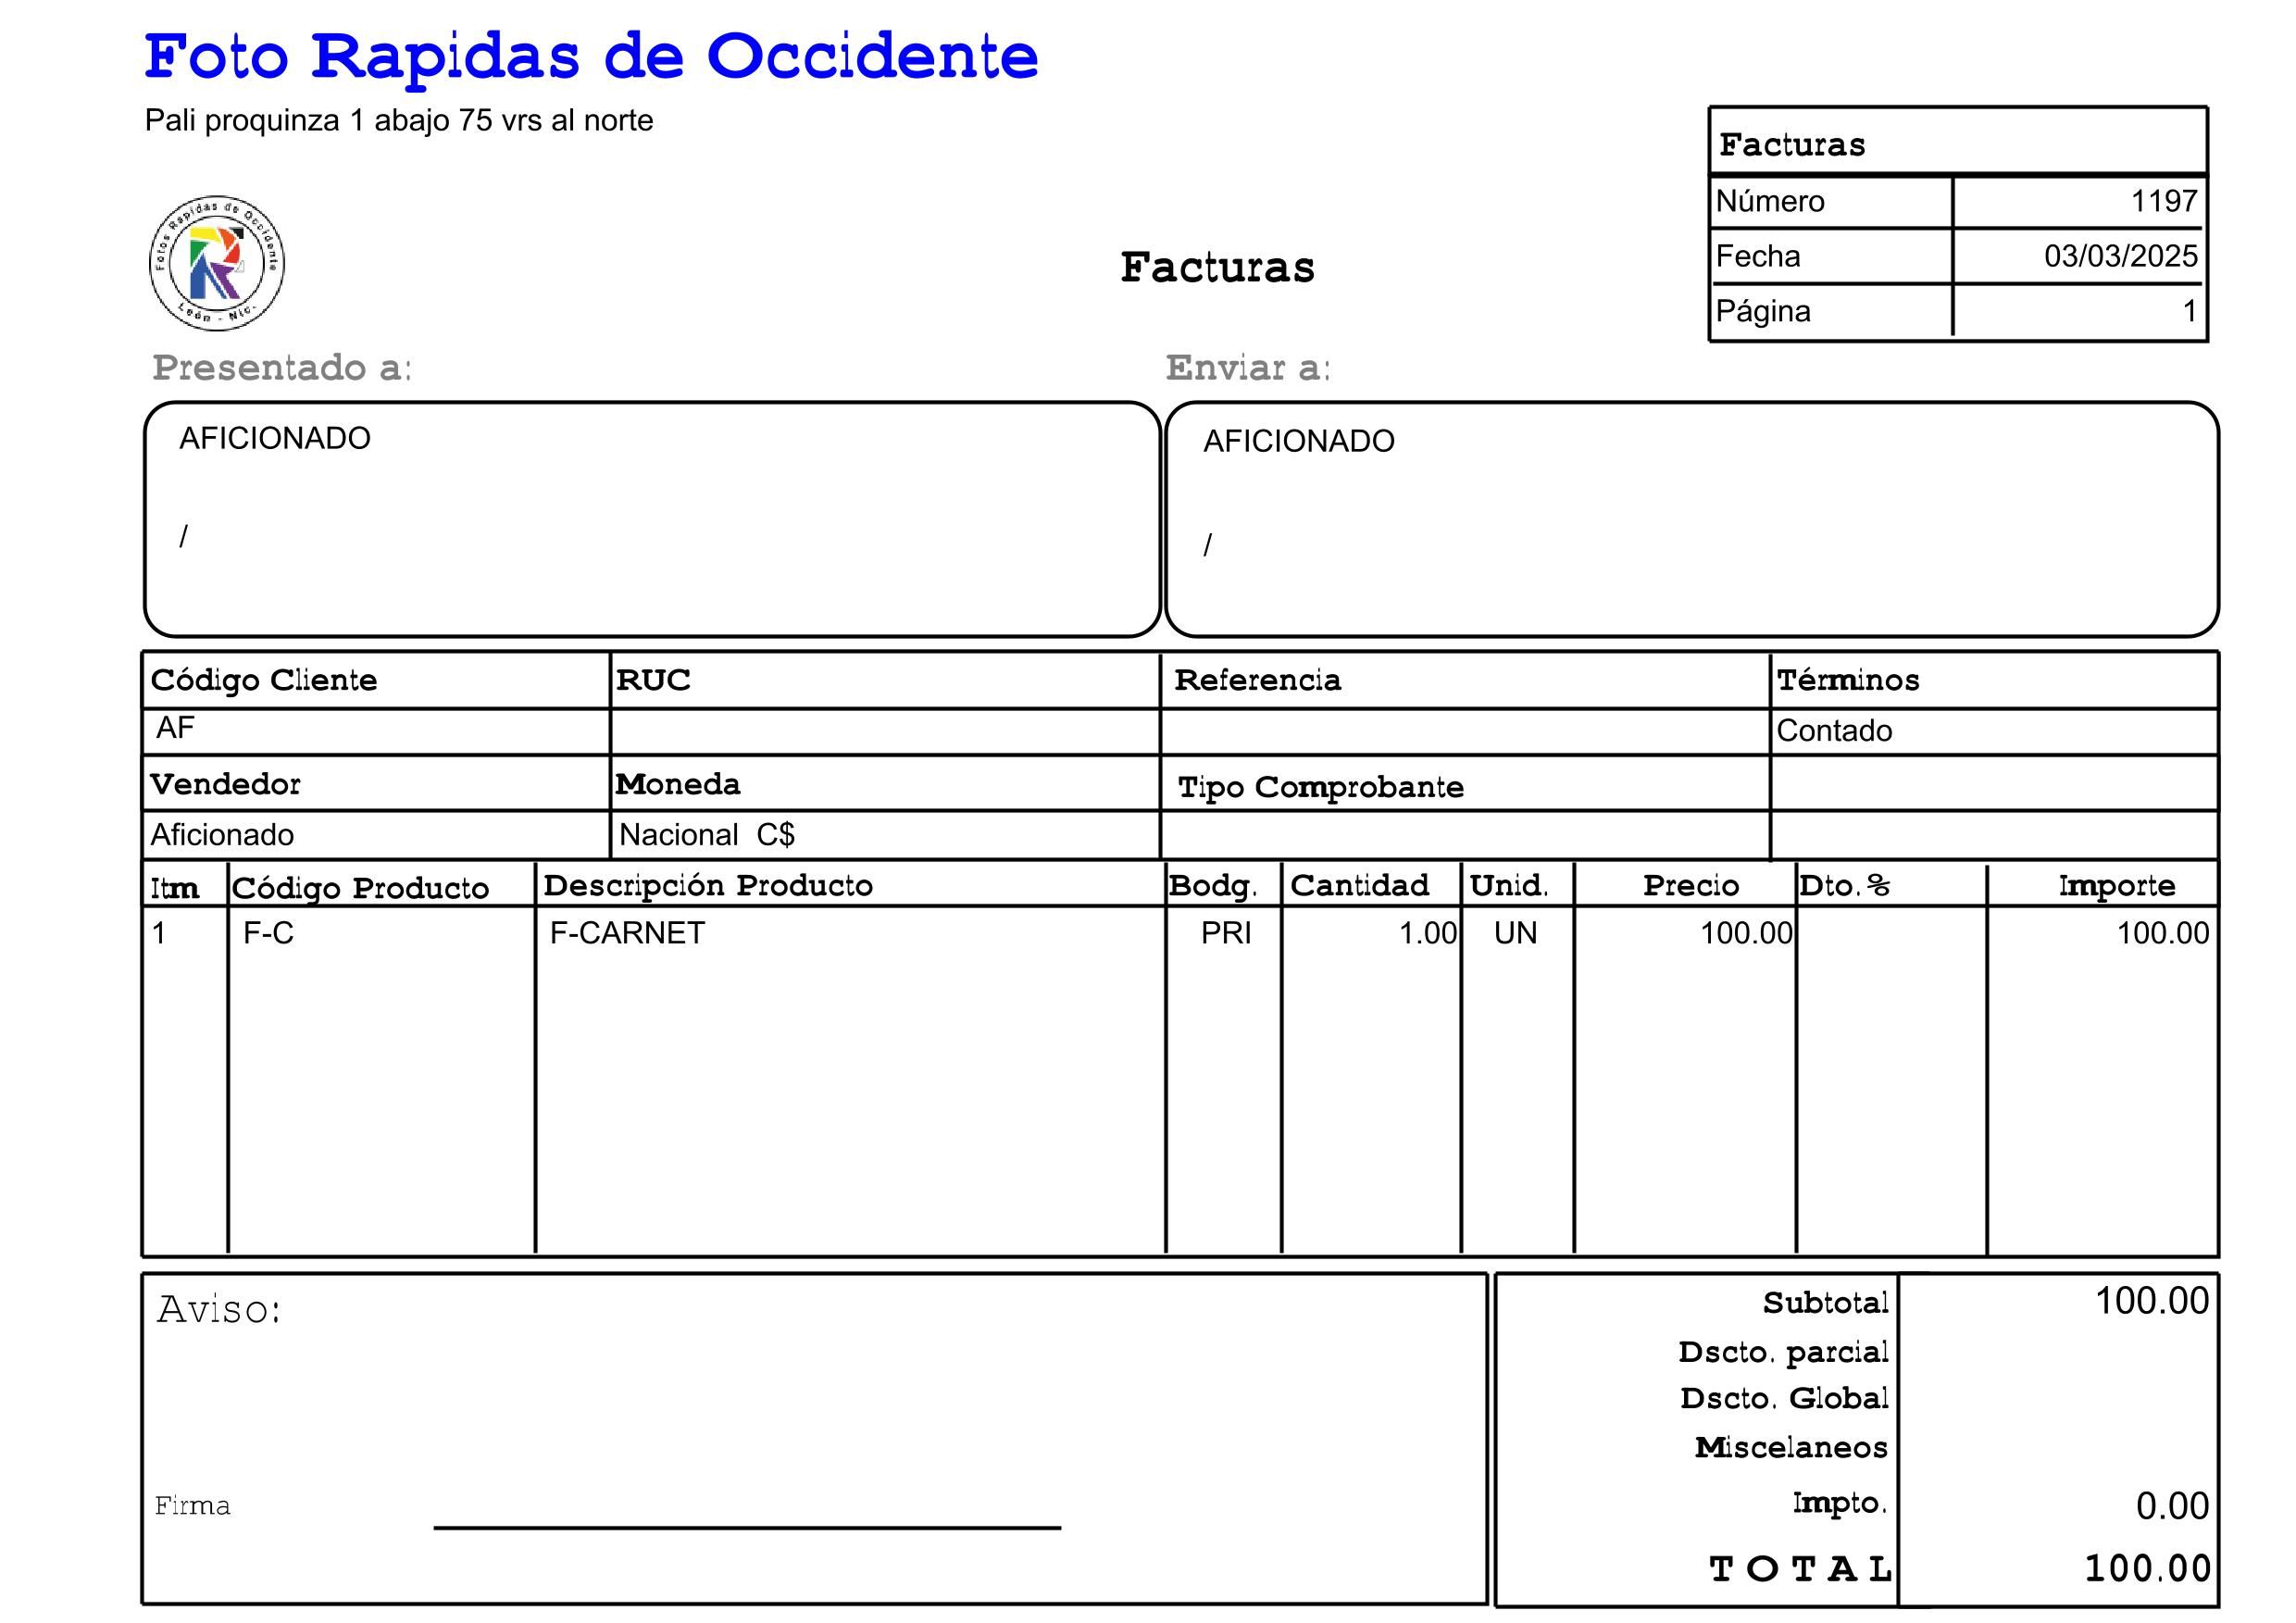 Foto Rapidas de Occidente
Pali proquinza 1 abajo 75 vrs al norte
Fotos Rapidas de Occidente
León - Nic.
Facturas
Facturas
Número 1197
Fecha 03/03/2025
Página 1
Presentado a: Enviar a:
AFICIONADO AFICIONADO
/ /
Código Cliente RUC Referencia Términos
AF Contado
Vendedor Moneda Tipo Comprobante
Aficionado Nacional C$
Itm Código Producto Descripción Producto Bodg. Cantidad Unid. Precio Dto.% Importe
1 F-C F-CARNET PRI 1.00 UN 100.00 100.00
Aviso:
Firma
Subtotal 100.00
Dscto. parcial
Dscto. Global
Miscelaneos
Impto. 0.00
TOTAL 100.00